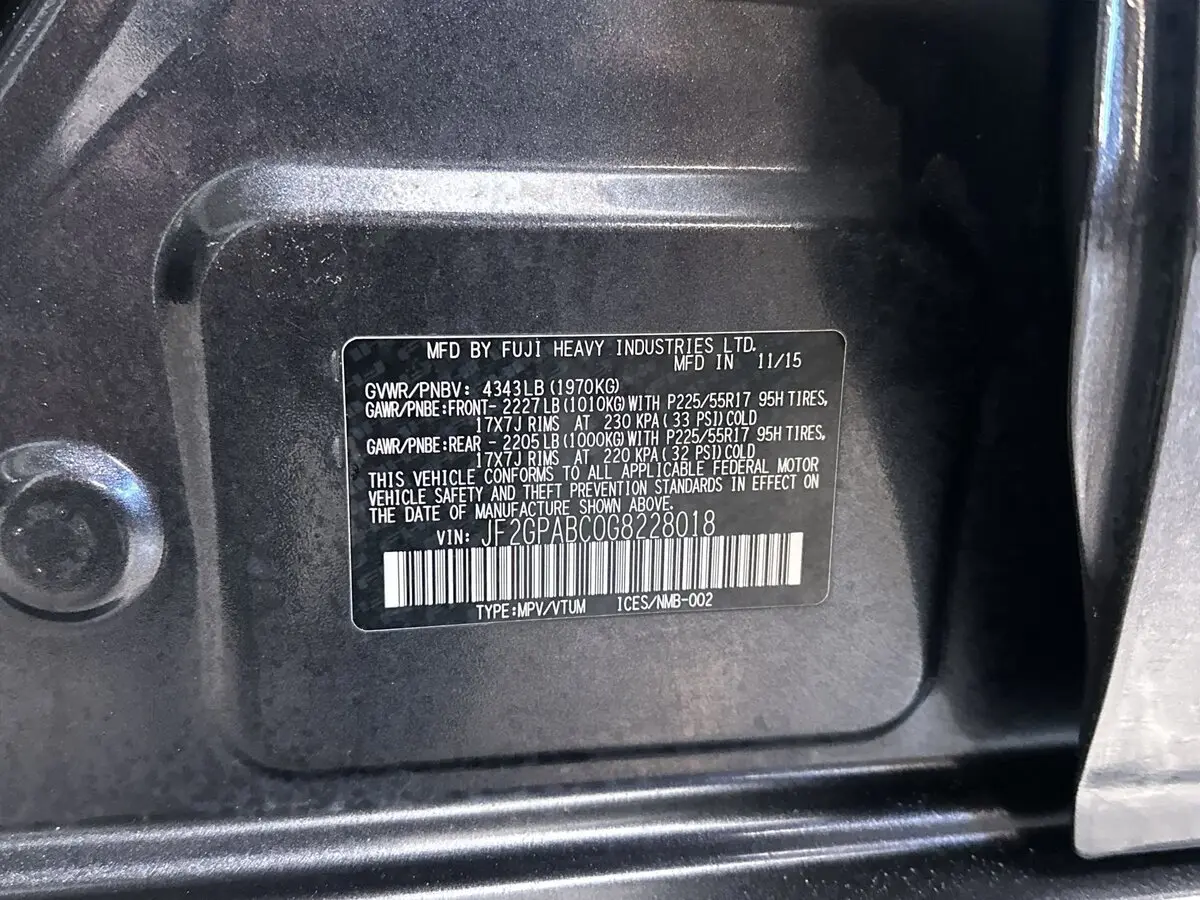 MFD BY FUJI HEAVY INDUSTRIES LTD.
MFD IN 11/15
GVWR/PNBV: 4343LB(1970KG)
GAWR/PNBE:FRONT- 2227LB(1010KG)WITH P225/55R17 95H TIRES,
17X7J RIMS AT 230 KPA( 33 PSI)COLD
GAWR/PNBE:REAR - 2205LB(1000KG)WITH P225/55R17 95H TIRES,
17X7J RIMS AT 220 KPA( 32 PSI)COLD
THIS VEHICLE CONFORMS TO ALL APPLICABLE FEDERAL MOTOR
VEHICLE SAFETY AND THEFT PREVENTION STANDARDS IN EFFECT ON
THE DATE OF MANUFACTURE SHOWN ABOVE.
VIN: JF2GPABC0G8228018
TYPE:MPV/VTUM ICES/NMB-002